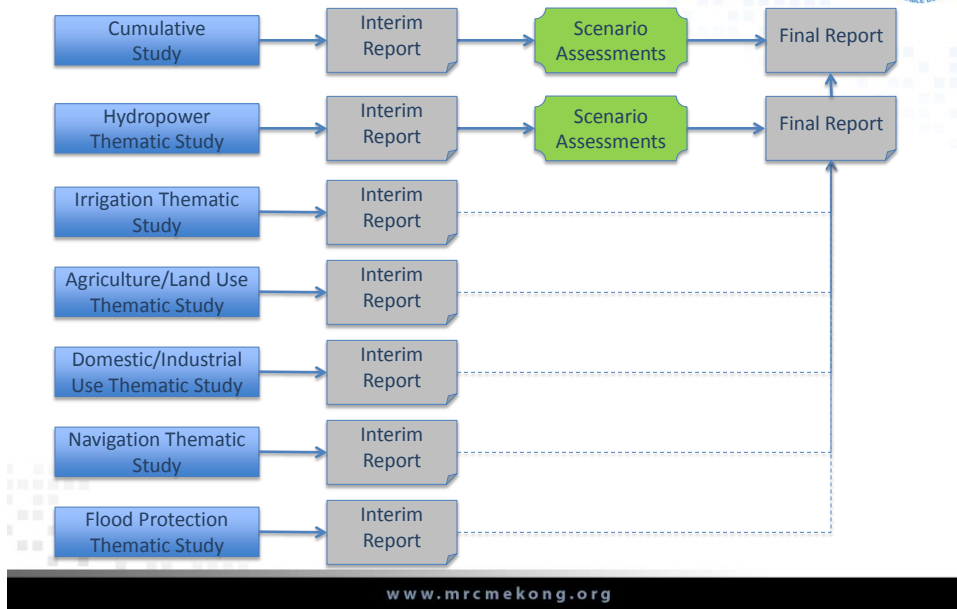 Cumulative
Study
Interim
Report
Scenario
Assessments
Final Report
Hydropower
Thematic Study
Interim
Report
Scenario
Assessments
Final Report
Irrigation Thematic
Study
Interim
Report
Agriculture/Land Use
Thematic Study
Interim
Report
Domestic/Industrial
Use Thematic Study
Interim
Report
Navigation Thematic
Study
Interim
Report
Flood Protection
Thematic Study
Interim
Report
www.mrcmekong.org